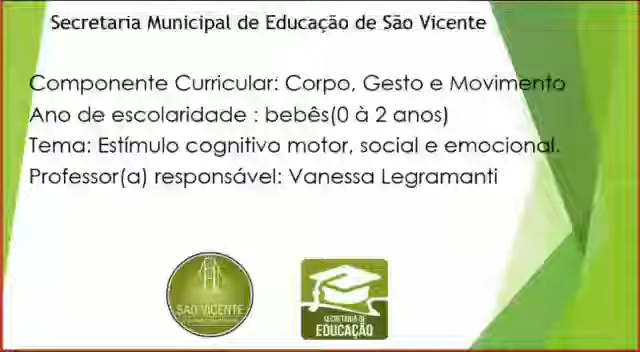 Secretaria Municipal de Educação de São Vicente
Componente Curricular: Corpo, Gesto e Movimento
Ano de escolaridade : bebês(0 à 2 anos)
Tema: Estímulo cognitivo motor, social e emocional.
Professor(a) responsável: Vanessa Legramanti
SÃO VICENTE
SECRETARIA DE
EDUCAÇÃO